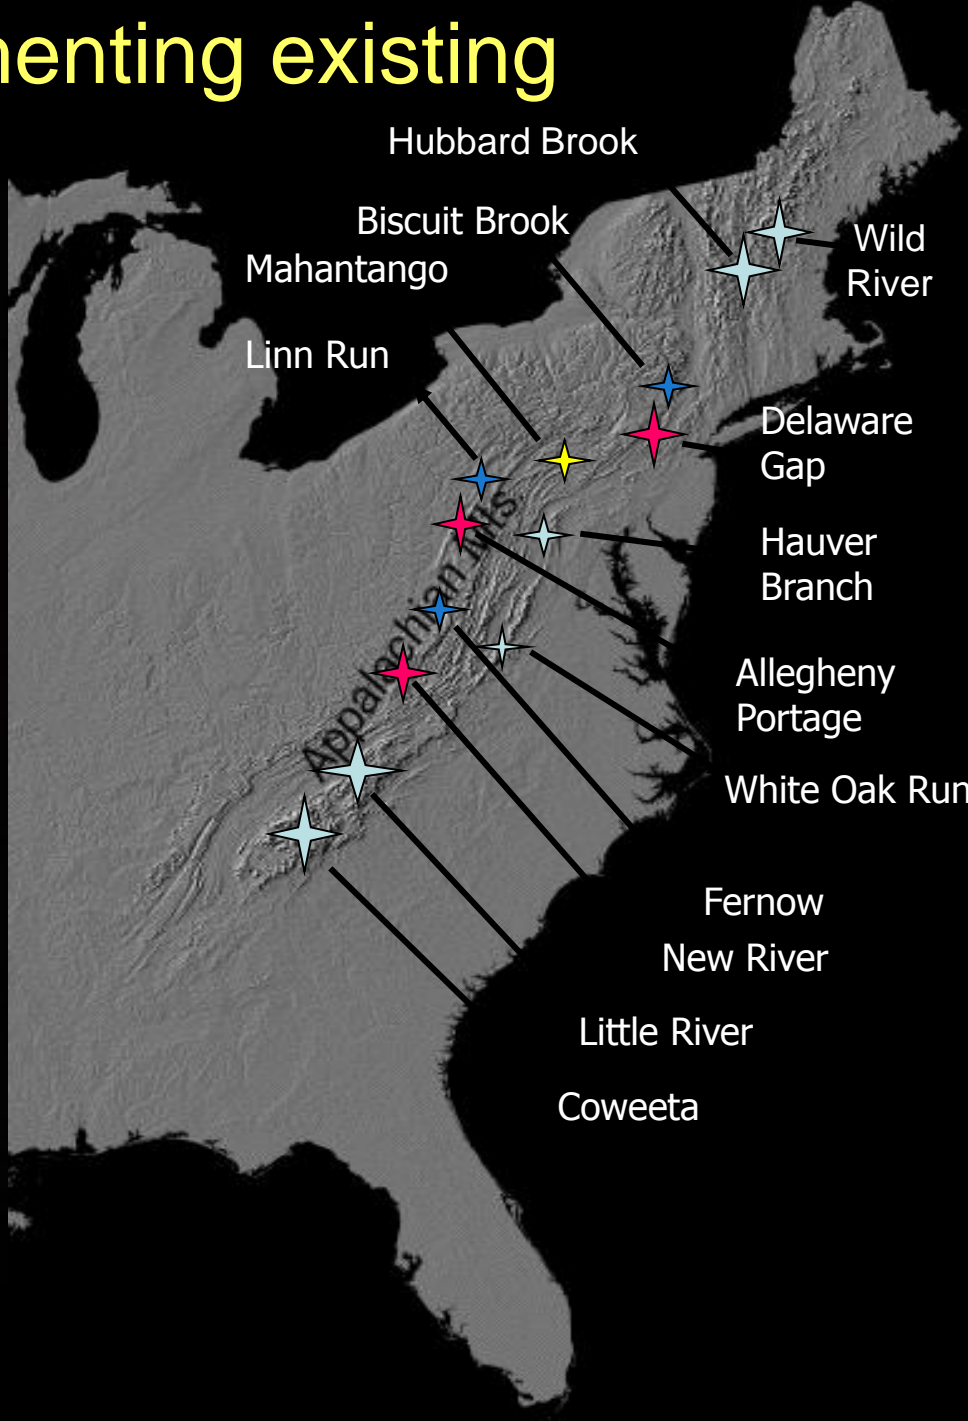 nenting existing
Hubbard Brook
Biscuit Brook
Mahantango
Wild
River
Linn Run
Delaware
Gap
Appalachian Mts
Hauver
Branch
Allegheny
Portage
White Oak Run
Fernow
New River
Little River
Coweeta